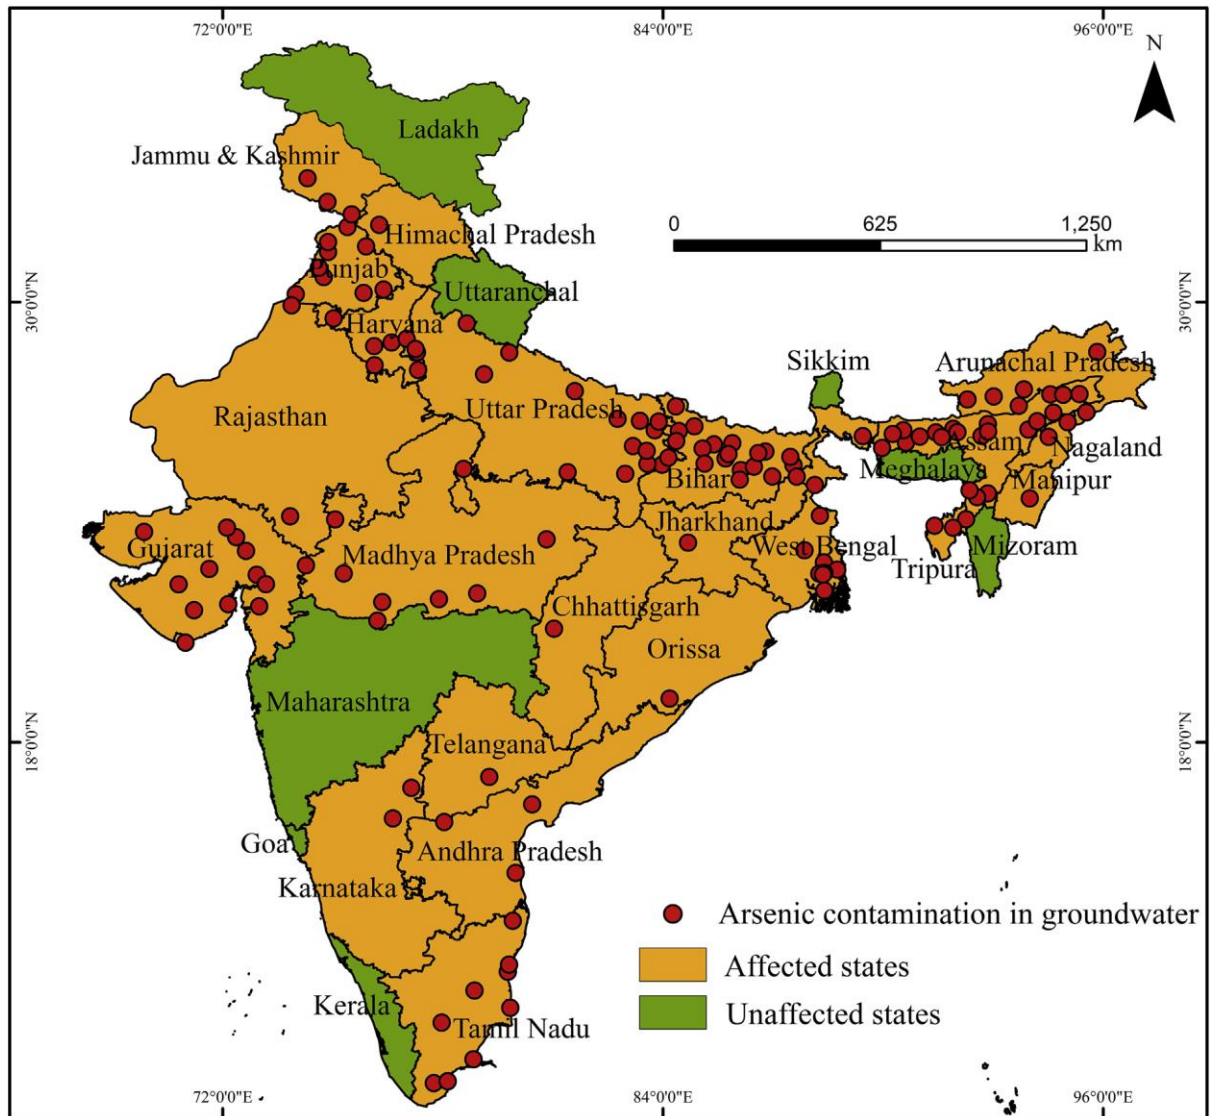 72°0'0"E
84°0'0"E
96°0'0"E
N
Ladakh
Jammu & Kashmir
0
625
1,250
km
Himachal Pradesh
Punjab
Uttaranchal
30°0'0"N
30°0'0"N
Haryana
Sikkim
Arunachal Pradesh
Rajasthan
Uttar Pradesh
Assam
Nagaland
Meghalaya
Bihar
Manipur
Jharkhand
Gujarat
Madhya Pradesh
West Bengal
Mizoram
Tripura
Chhattisgarh
Orissa
Maharashtra
Telangana
18°0'0"N
18°0'0"N
Goa
Andhra Pradesh
Karnataka
Arsenic contamination in groundwater
Affected states
Kerala
Unaffected states
Tamil Nadu
72°0'0"E
84°0'0"E
96°0'0"E